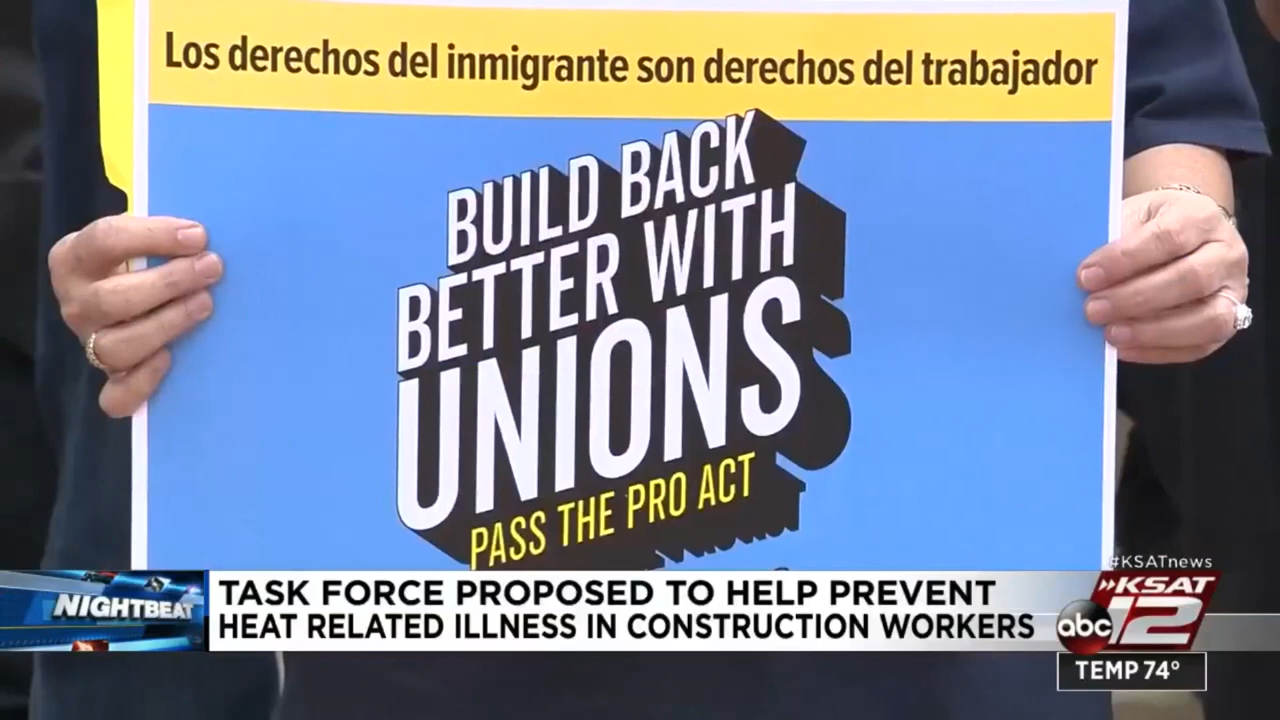 Los derechos del inmigrante son derechos del trabajador
BUILD BACK
BETTER WITH
UNIONS
PASS THE PRO ACT
#KSATnews
NIGHTBEAT
TASK FORCE PROPOSED TO HELP PREVENT
HEAT RELATED ILLNESS IN CONSTRUCTION WORKERS
KSAT
abc 12
TEMP 74°